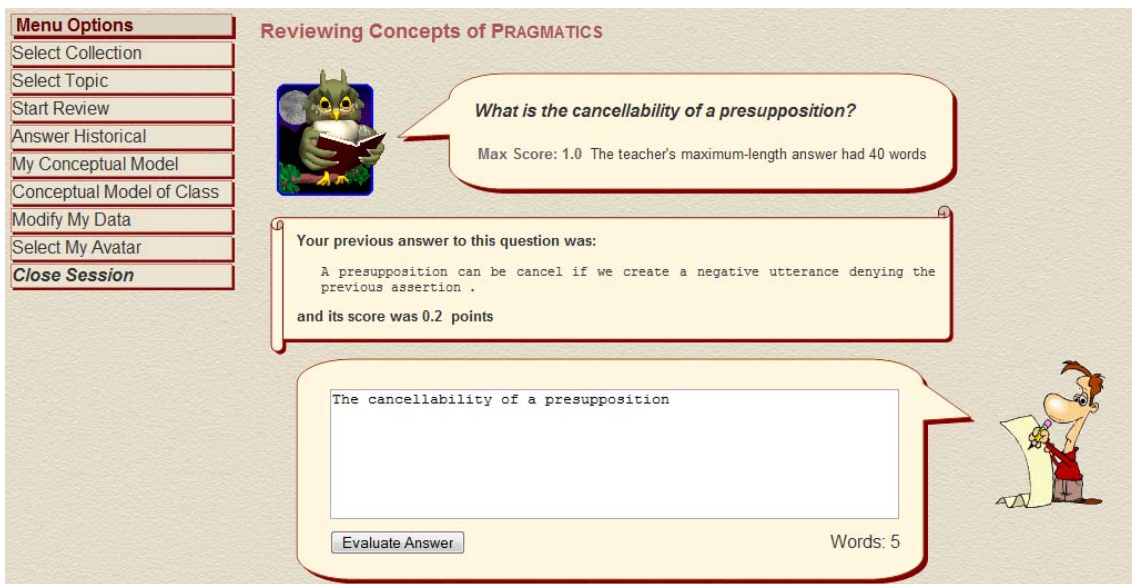 Menu Options
Select Collection
Select Topic
Start Review
Answer Historical
My Conceptual Model
Conceptual Model of Class
Modify My Data
Select My Avatar
Close Session
Reviewing Concepts of PRAGMATICS
What is the cancellability of a presupposition?
Max Score: 1.0 The teacher's maximum-length answer had 40 words
Your previous answer to this question was:
A presupposition can be cancel if we create a negative utterance denying the
previous assertion .
and its score was 0.2 points
The cancellability of a presupposition
Evaluate Answer
Words: 5